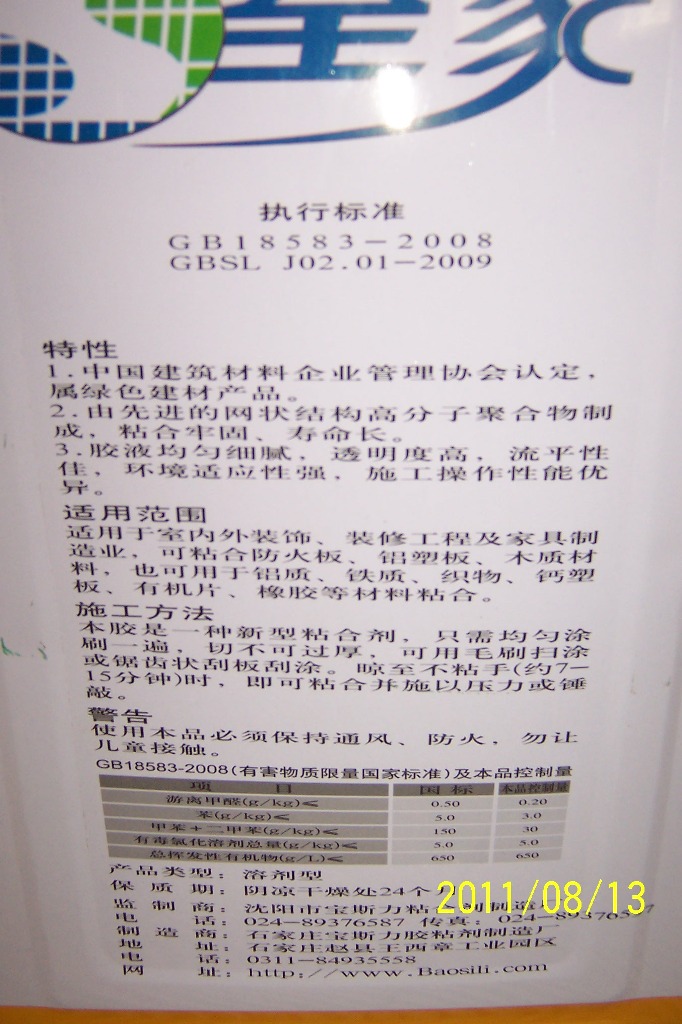 全家
执行标准
GB18583-2008
GBSL J02.01-2009
特性
1.中国建筑材料企业管理协会认定，
属绿色建材产品。
2.由先进的网状结构高分子聚合物制
成，粘合牢固、寿命长。
3.胶液均匀细腻，透明度高，流平性
佳，环境适应性强，施工操作性能优
异。
适用范围
适用于室内外装饰、装修工程及家具制
造业，可粘合防火板、铝塑板、木质材
料，也可用于铝质、铁质、织物、钙塑
板、有机片、橡胶等材料粘合。
施工方法
本胶是一种新型粘合剂，只需均匀涂
刷一遍，切不可过厚，可用毛刷扫涂
或锯齿状刮板刮涂。晾至不粘手(约7-
15分钟)时，即可粘合并施以压力或锤
敲。
警告
使用本品必须保持通风、防火，勿让
儿童接触。
GB18583-2008(有害物质限量国家标准)及本品控制量
项 目 国 标 本品控制量
游离甲醛(g/kg)≤ 0.50 0.20
苯(g/kg)≤ 5.0 3.0
甲苯+二甲苯(g/kg)≤ 150 30
有毒氯化溶剂总量(g/kg)≤ 5.0 5.0
总挥发性有机物(g/L)≤ 650 650
产品类型：溶剂型
保 质 期：阴凉干燥处24个月
监 制 商：沈阳市宝斯力粘合剂制造
电 话：024-89376587 传真：024-89376587
制 造 商：石家庄宝斯力胶粘剂制造厂
地 址：石家庄赵县王西章工业园区
电 话：0311-84935558
网 址：http://www.Baosili.com
2011/08/13